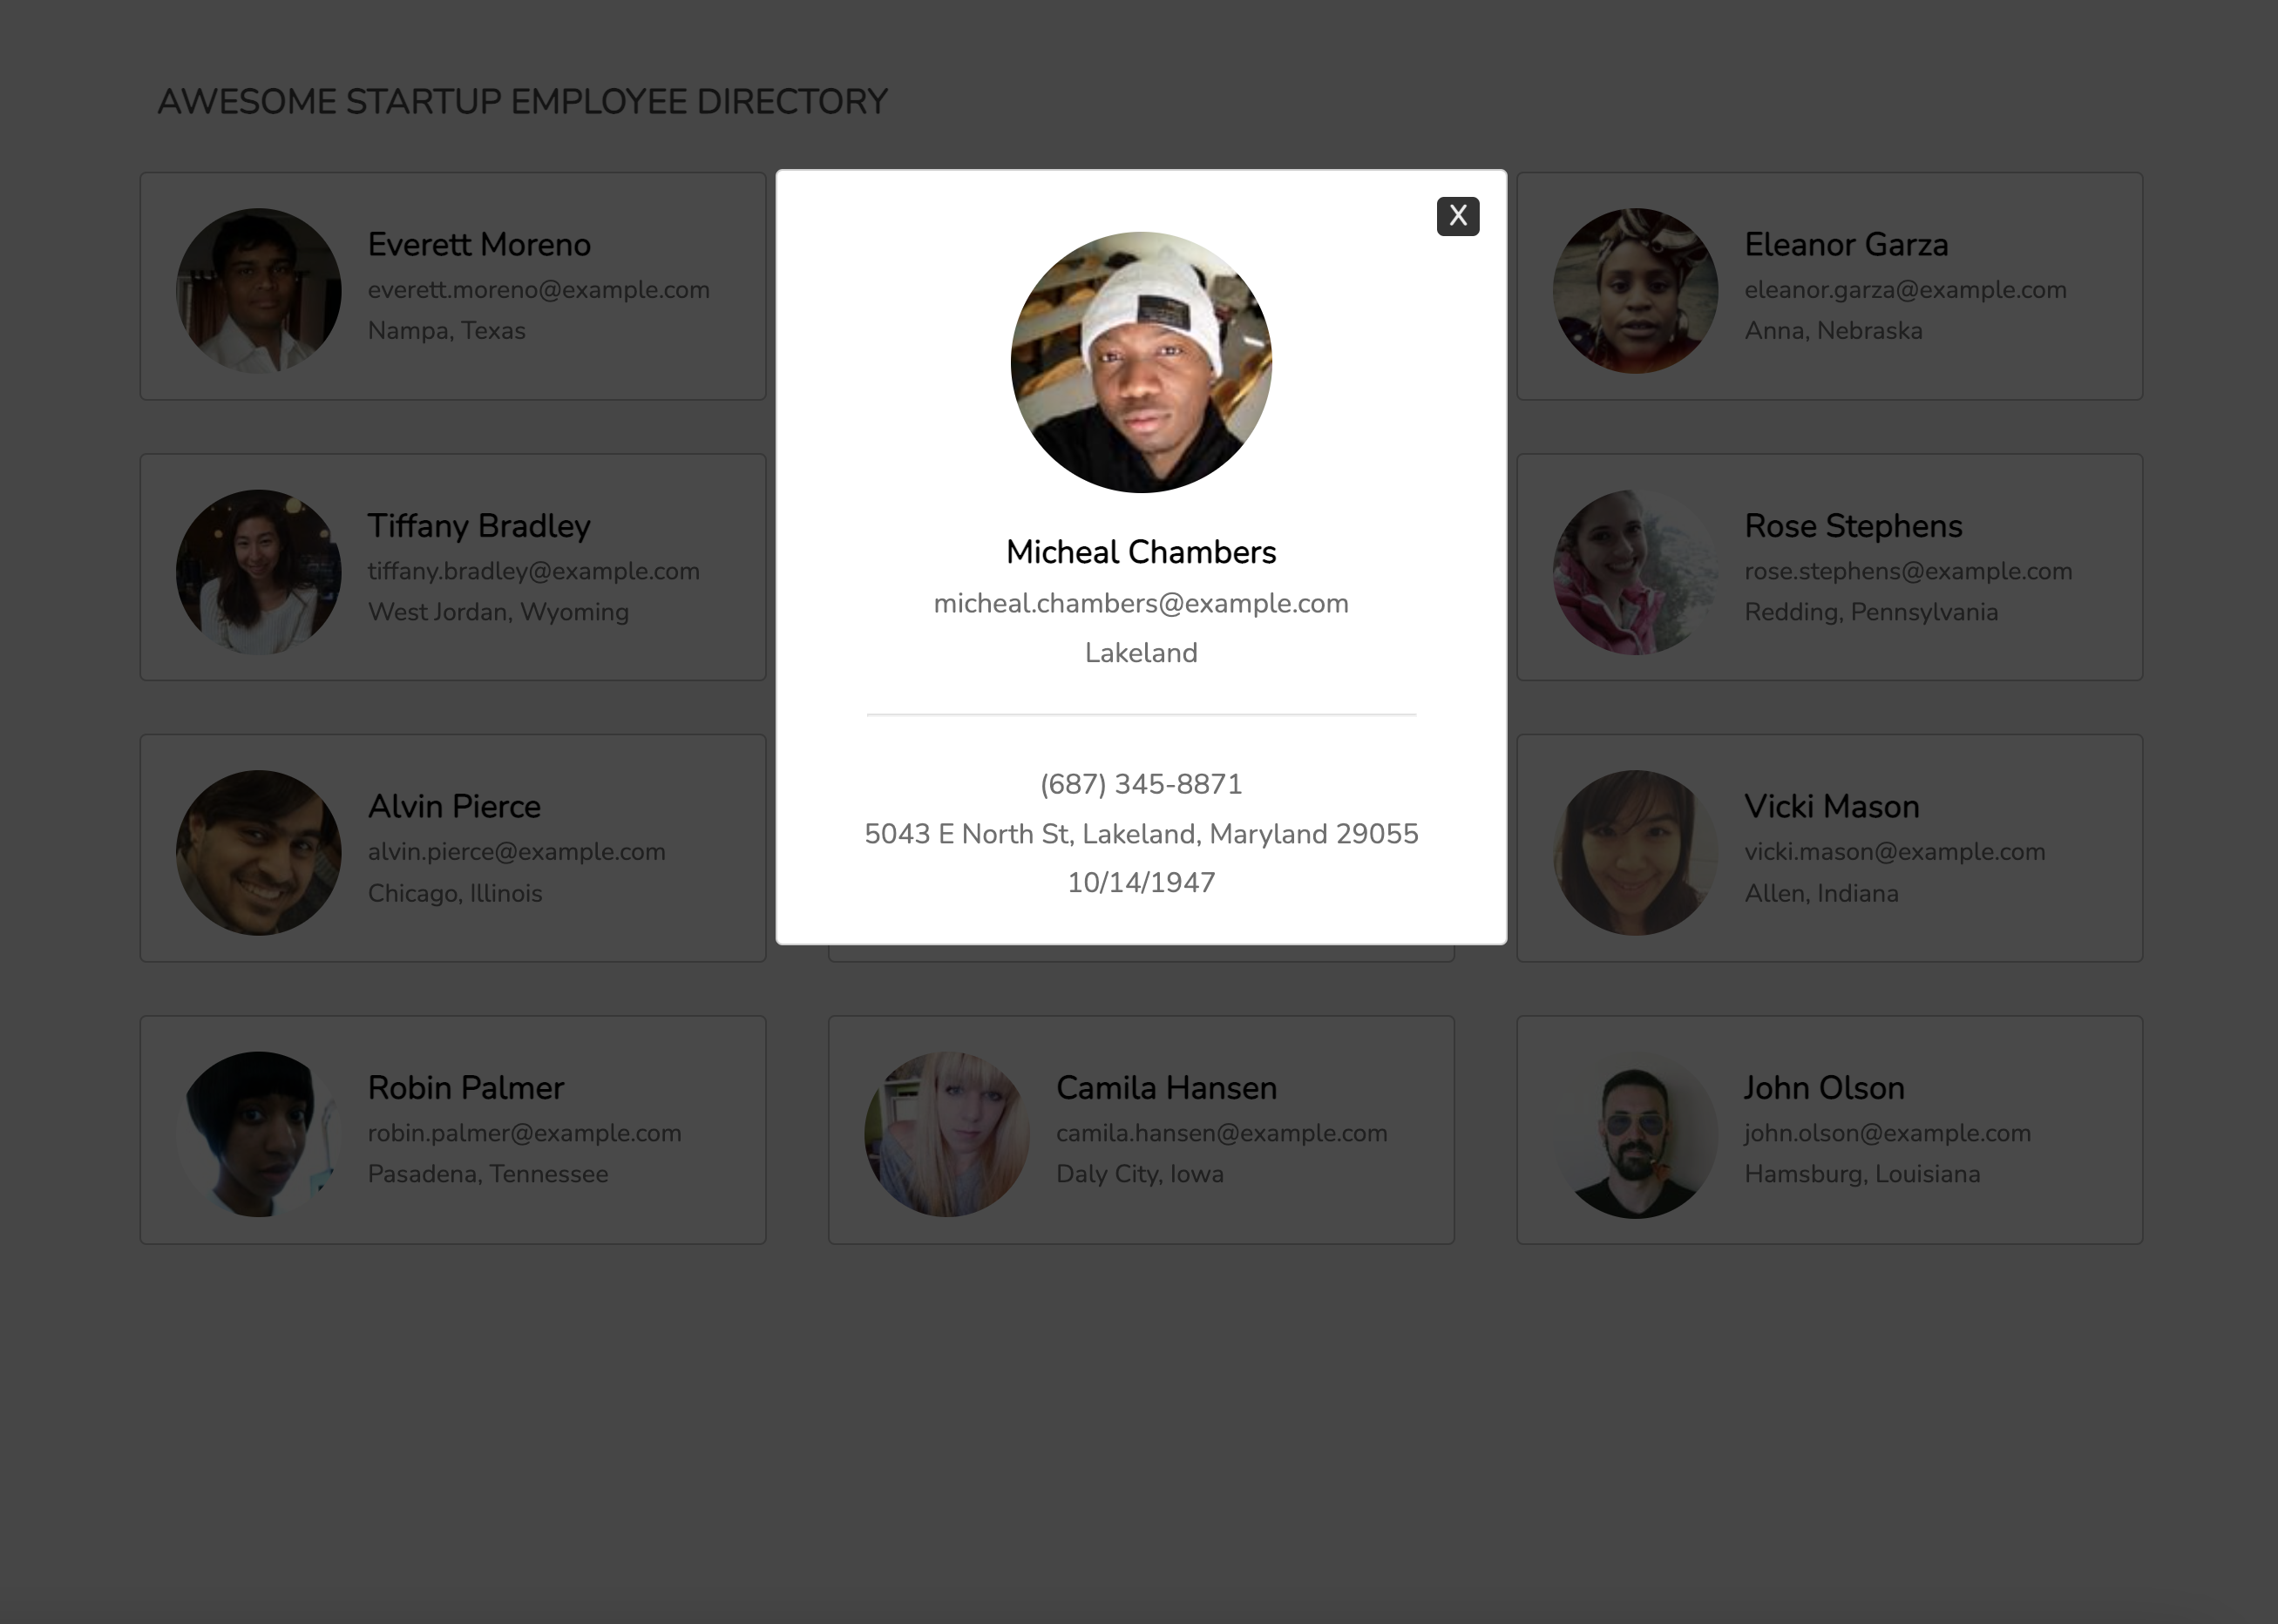 AWESOME STARTUP EMPLOYEE DIRECTORY
Everett Moreno
everett.moreno@example.com
Nampa, Texas
X
Micheal Chambers
micheal.chambers@example.com
Lakeland
(687) 345-8871
5043 E North St, Lakeland, Maryland 29055
10/14/1947
Eleanor Garza
eleanor.garza@example.com
Anna, Nebraska
Tiffany Bradley
tiffany.bradley@example.com
West Jordan, Wyoming
Rose Stephens
rose.stephens@example.com
Redding, Pennsylvania
Alvin Pierce
alvin.pierce@example.com
Chicago, Illinois
Vicki Mason
vicki.mason@example.com
Allen, Indiana
Robin Palmer
robin.palmer@example.com
Pasadena, Tennessee
Camila Hansen
camila.hansen@example.com
Daly City, Iowa
John Olson
john.olson@example.com
Hamsburg, Louisiana